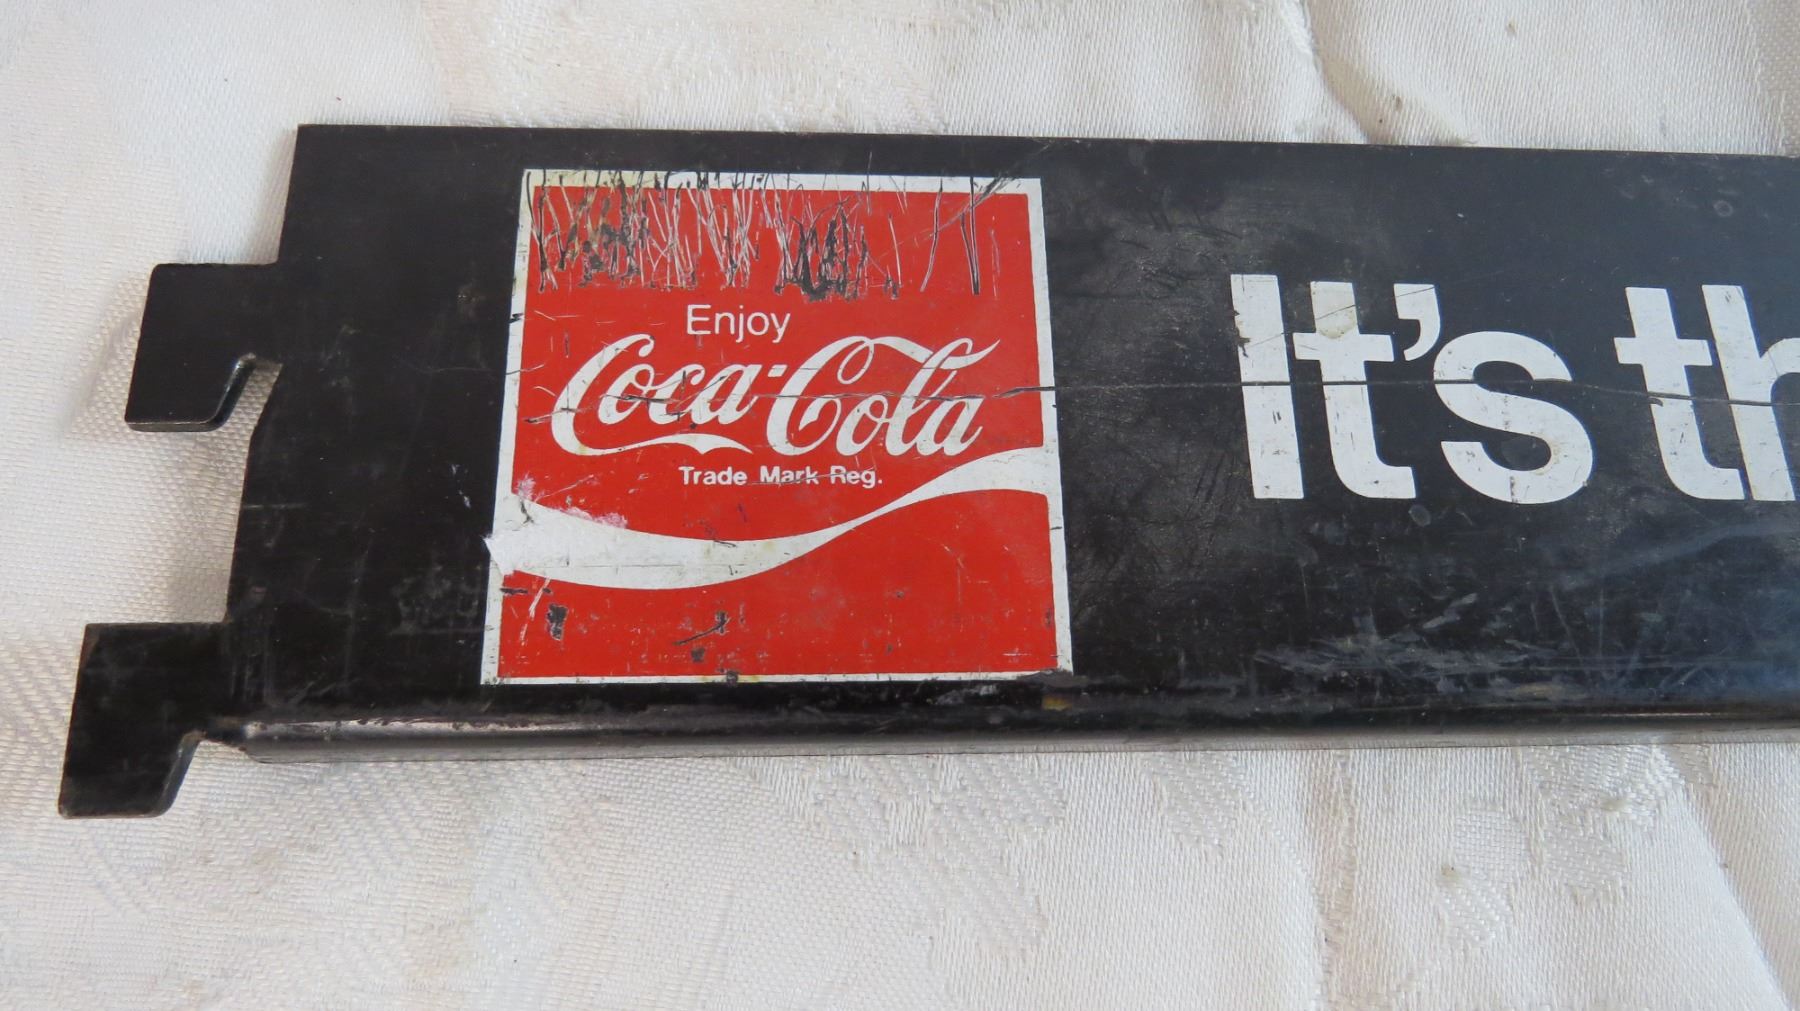 Enjoy
Coca-Cola
Trade Mark Reg.
It's th